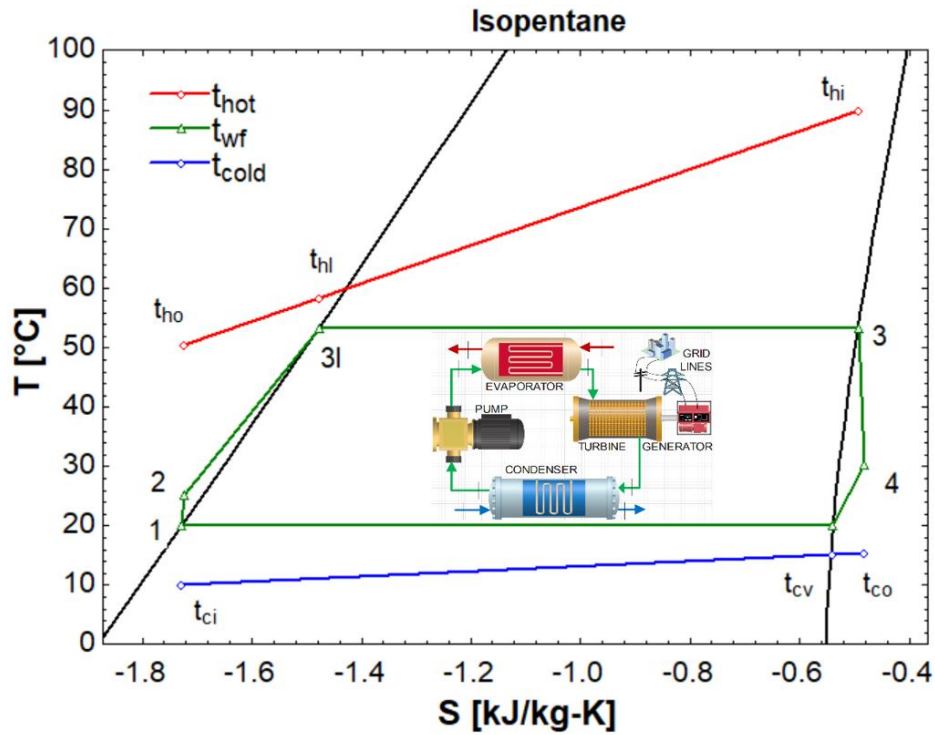 Isopentane
100
90
80
70
60
50
40
30
20
10
0
T [°C]
t_hot
t_wf
t_cold
t_hi
t_hl
t_ho
3l
3
2
1
4
t_ci
t_cv
t_co
EVAPORATOR
GRID
LINES
PUMP
TURBINE
GENERATOR
CONDENSER
-1.8 -1.6 -1.4 -1.2 -1.0 -0.8 -0.6 -0.4
S [kJ/kg-K]